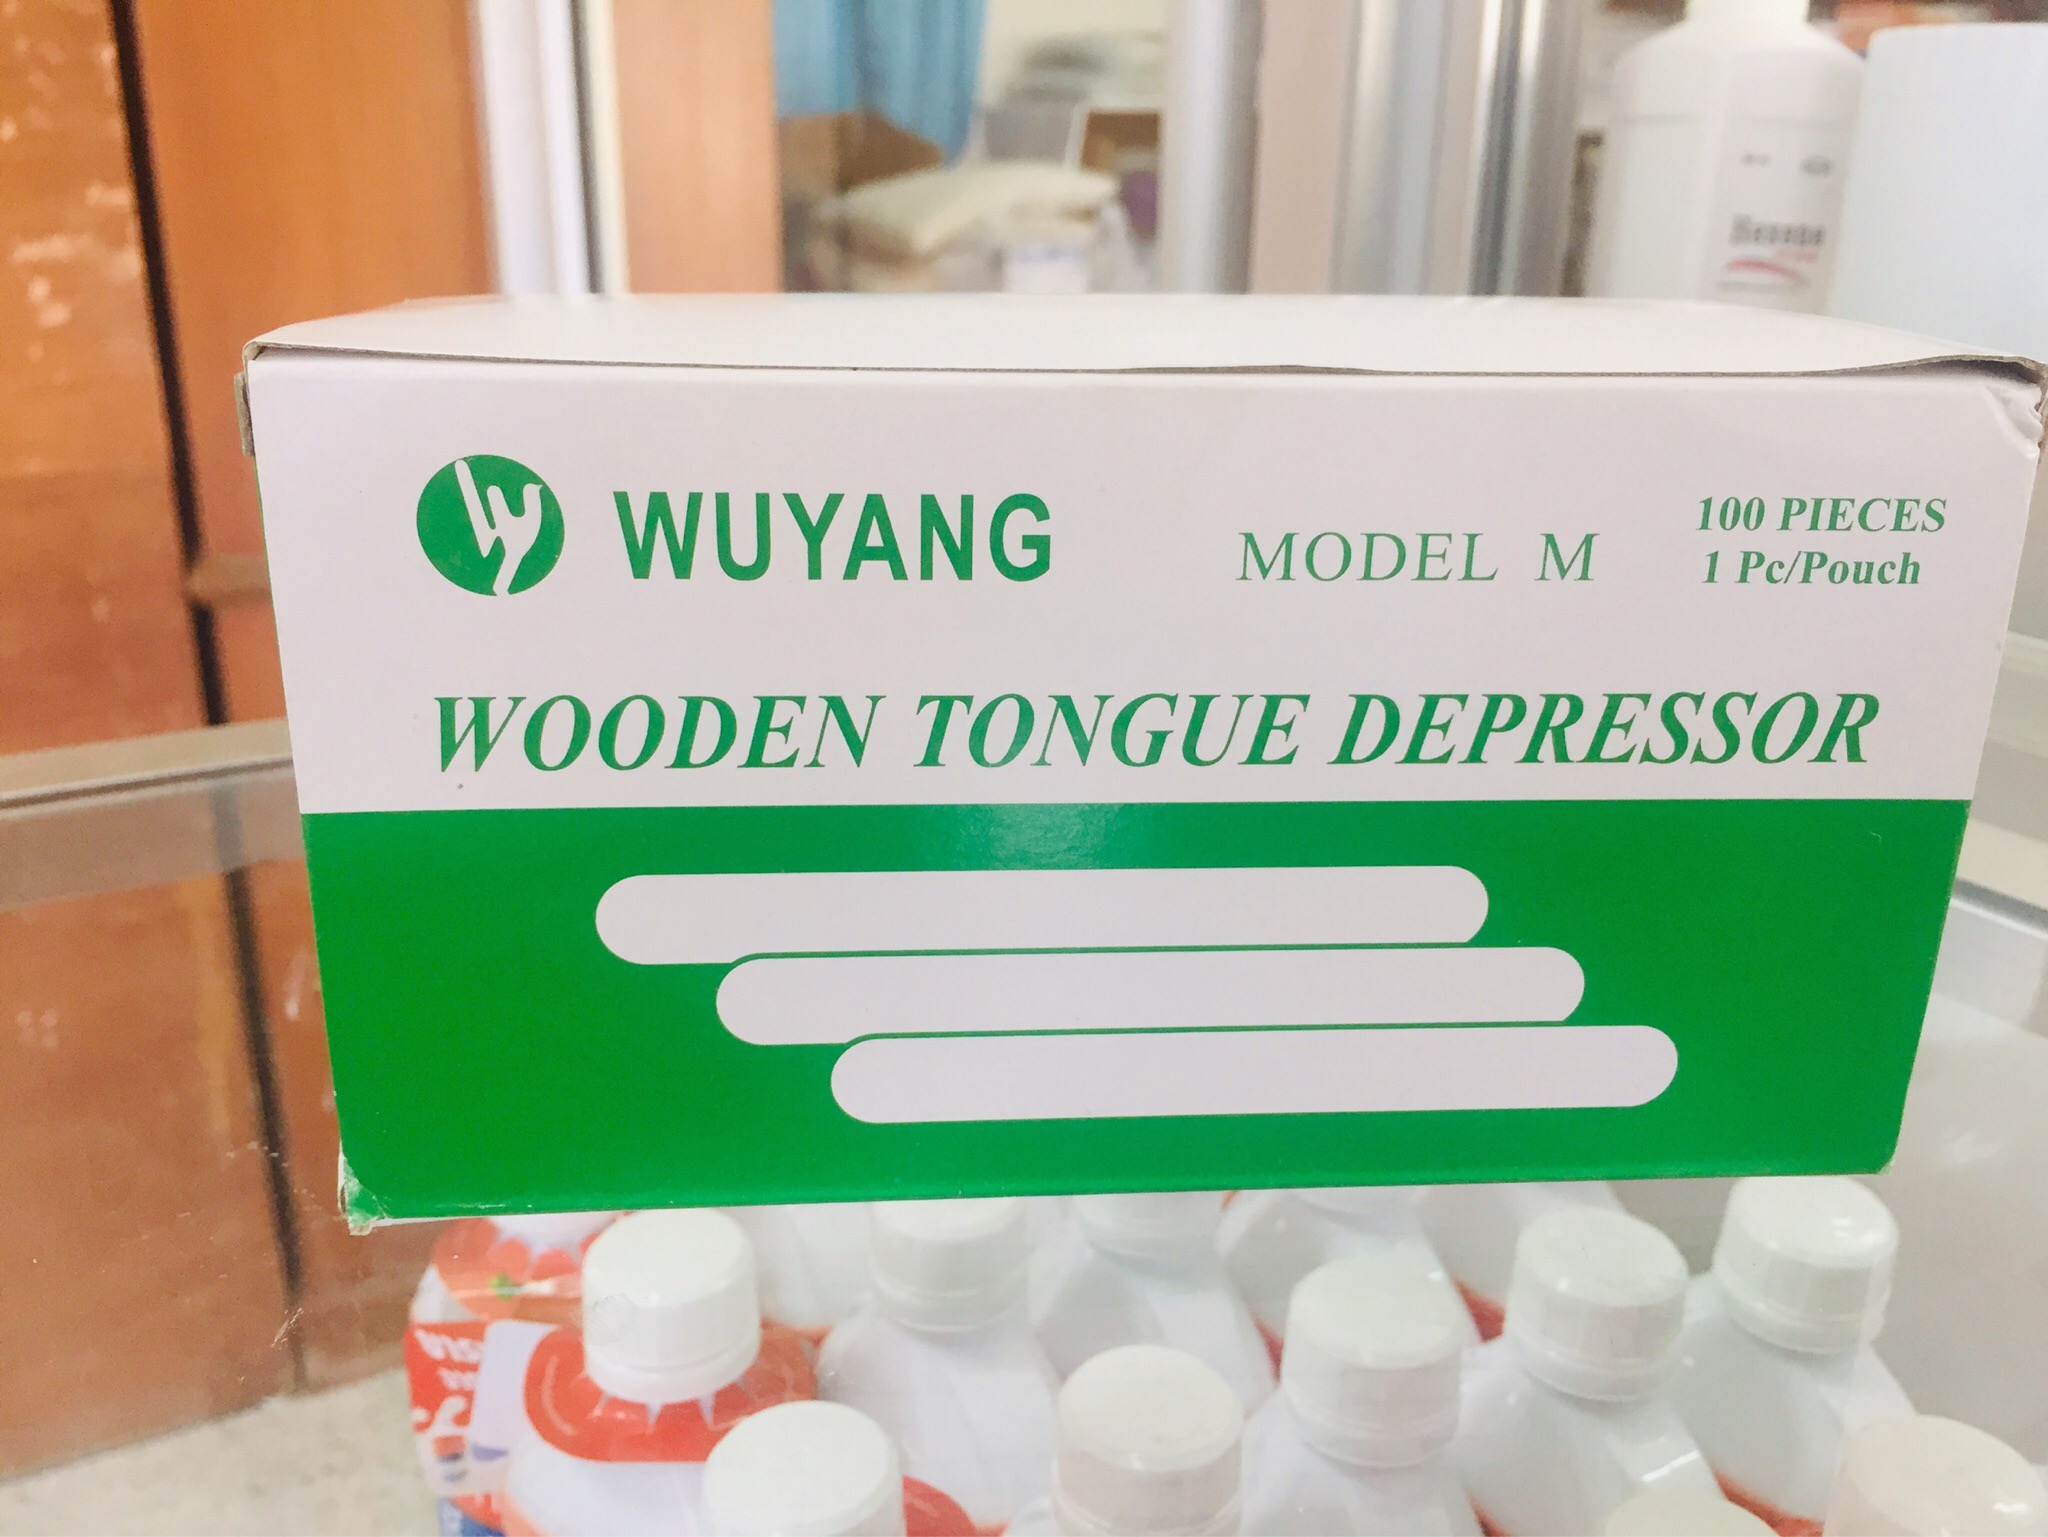 WUYANG
MODEL M
100 PIECES
1 Pc/Pouch
WOODEN TONGUE DEPRESSOR